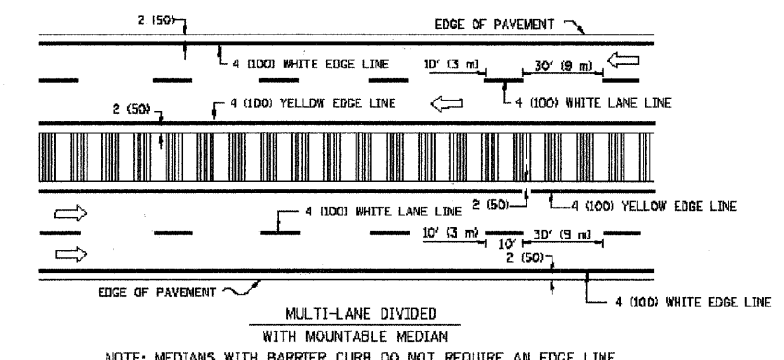 2 (50)
EDGE OF PAVEMENT
4 (100) WHITE EDGE LINE
10' (3 m)
30' (9 m)
2 (50)
4 (100) YELLOW EDGE LINE
4 (100) WHITE LANE LINE
2 (50)
4 (100) YELLOW EDGE LINE
4 (100) WHITE LANE LINE
10' (3 m)
10'
30' (9 m)
2 (50)
EDGE OF PAVEMENT
4 (100) WHITE EDGE LINE
MULTI-LANE DIVIDED
WITH MOUNTABLE MEDIAN
NOTE: MEDIANS WITH BARRIER CURB DO NOT REQUIRE AN EDGE LINE